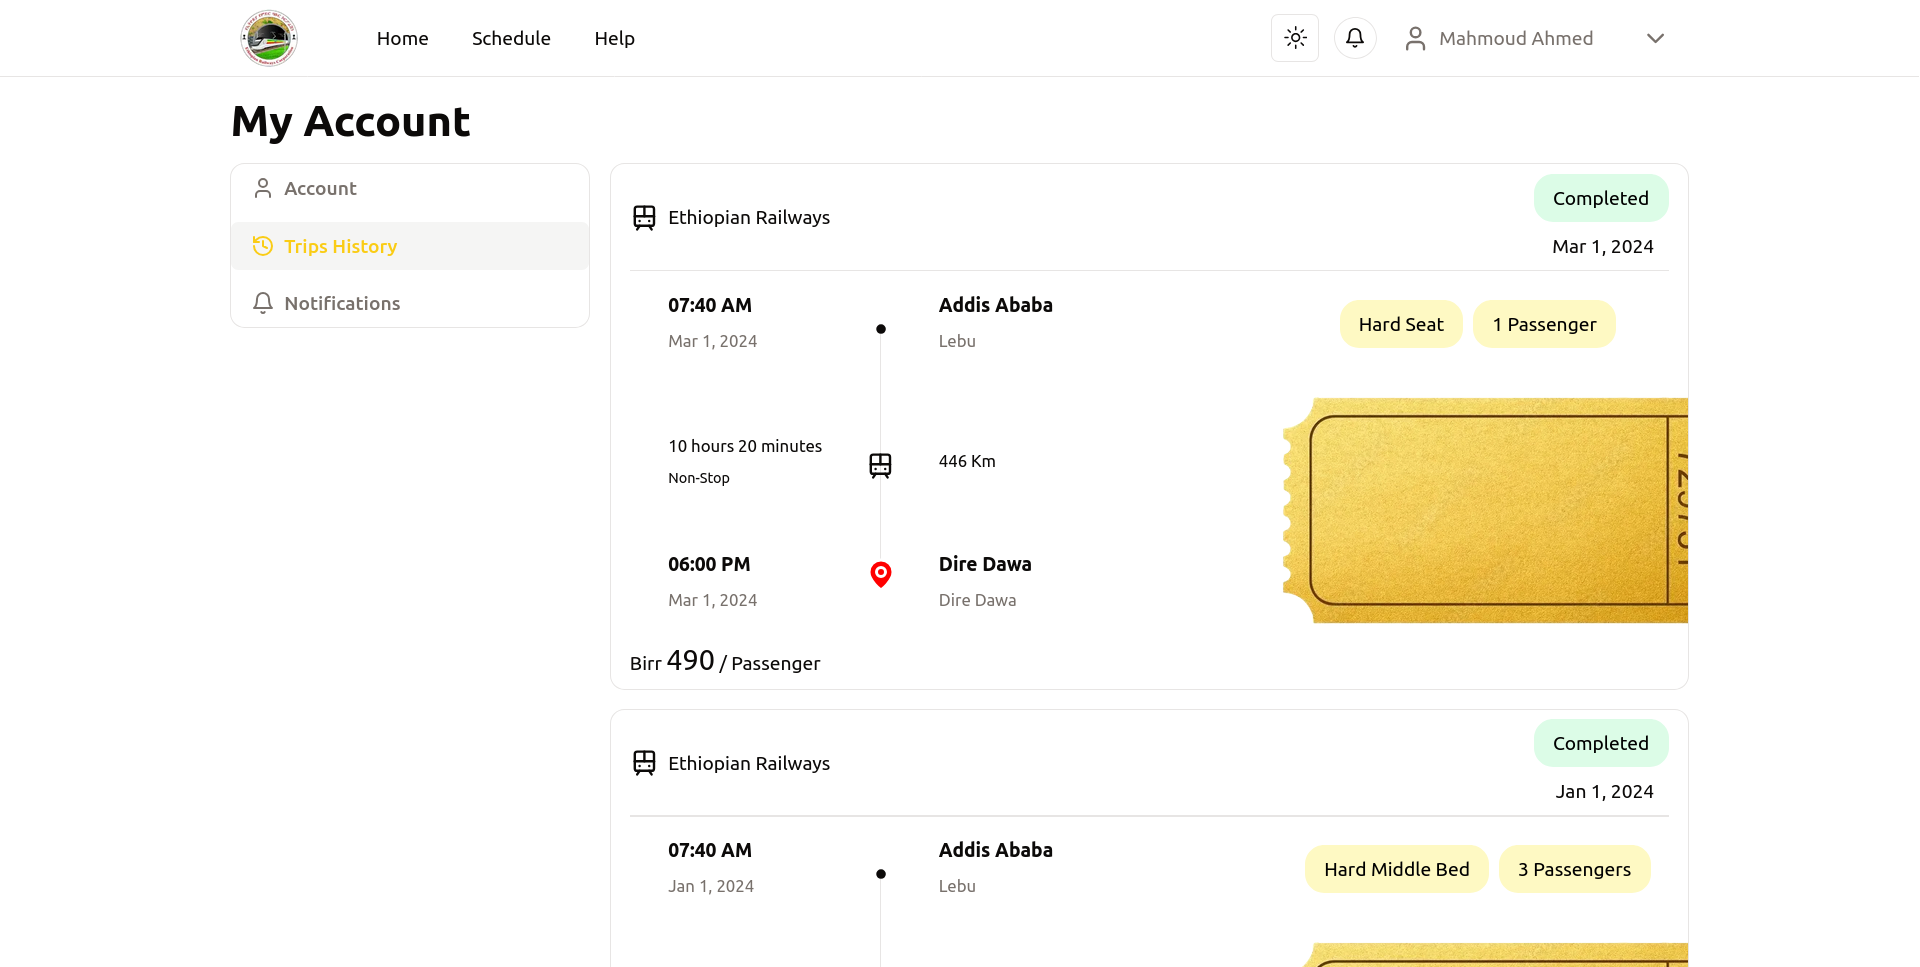 Home
Schedule
Help
Mahmoud Ahmed
My Account
Account
Trips History
Notifications
Ethiopian Railways
Completed
Mar 1, 2024
07:40 AM
Mar 1, 2024
Addis Ababa
Lebu
Hard Seat
1 Passenger
10 hours 20 minutes
Non-Stop
446 Km
06:00 PM
Mar 1, 2024
Dire Dawa
Dire Dawa
Birr 490 / Passenger
Ethiopian Railways
Completed
Jan 1, 2024
07:40 AM
Jan 1, 2024
Addis Ababa
Lebu
Hard Middle Bed
3 Passengers